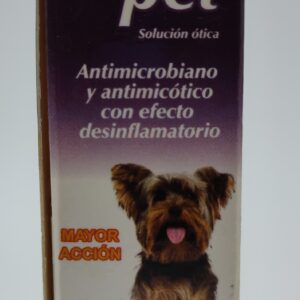 pet
Solución ótica
Antimicrobiano
y antimicótico
con efecto
desinflamatorio
MAYOR
ACCIÓN